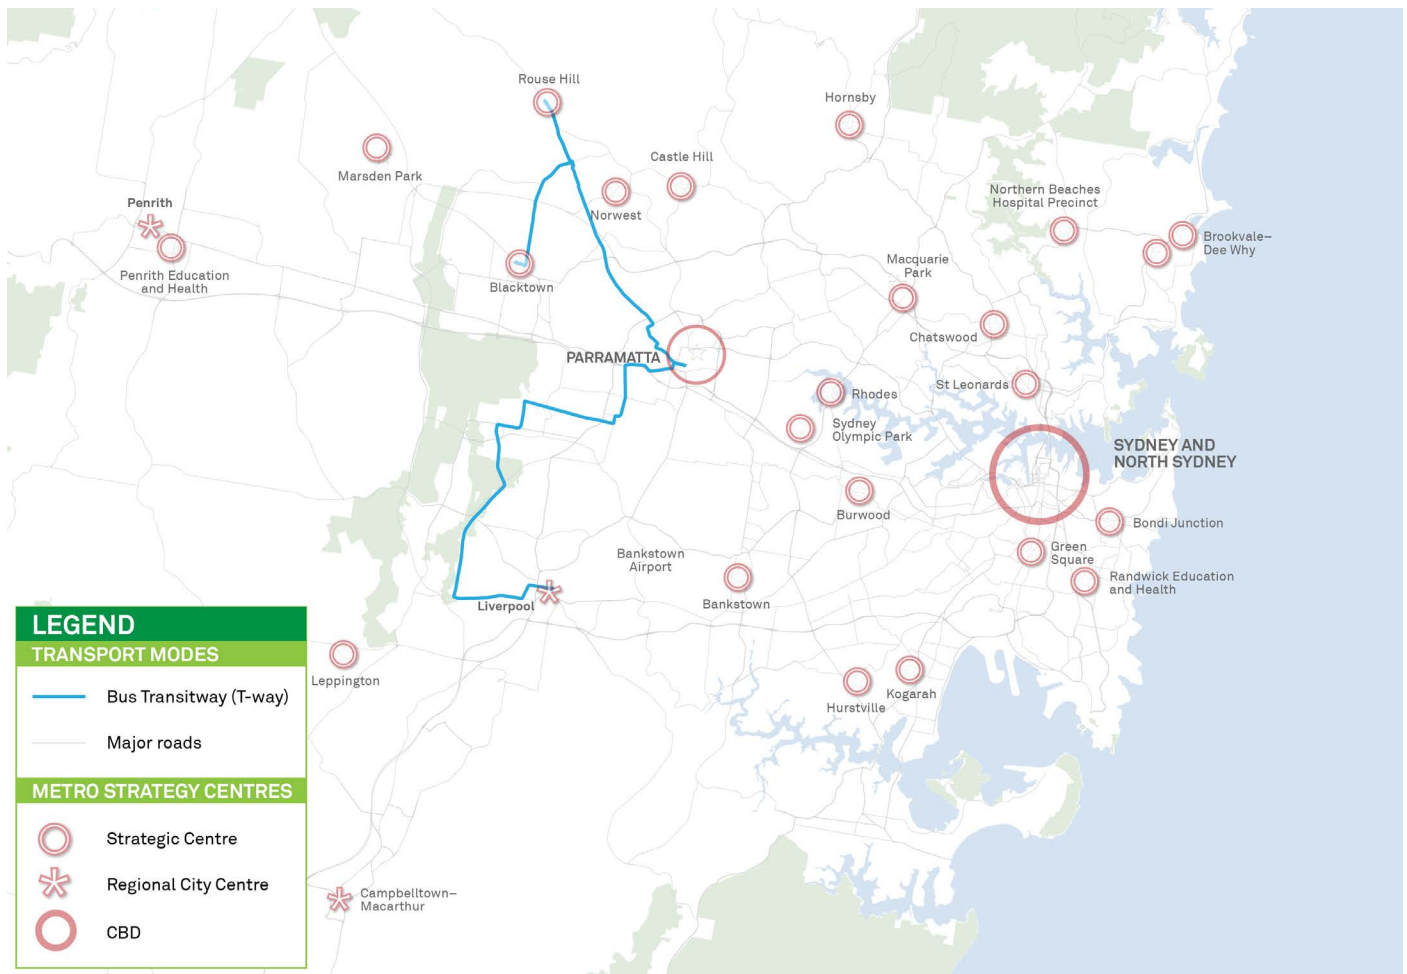 Rouse Hill
Hornsby
Castle Hill
Marsden Park
Northern Beaches
Hospital Precinct
Penrith
Norwest
Brookvale–
Dee Why
Penrith Education
and Health
Macquarie
Park
Blacktown
Chatswood
PARRAMATTA
St Leonards
Rhodes
Sydney
Olympic Park
SYDNEY AND
NORTH SYDNEY
Burwood
Bondi Junction
Bankstown
Airport
Green
Square
Randwick Education
and Health
Liverpool
Bankstown
Leppington
Hurstville
Kogarah
Campbelltown–
Macarthur
LEGEND
TRANSPORT MODES
Bus Transitway (T-way)
Major roads
METRO STRATEGY CENTRES
Strategic Centre
Regional City Centre
CBD